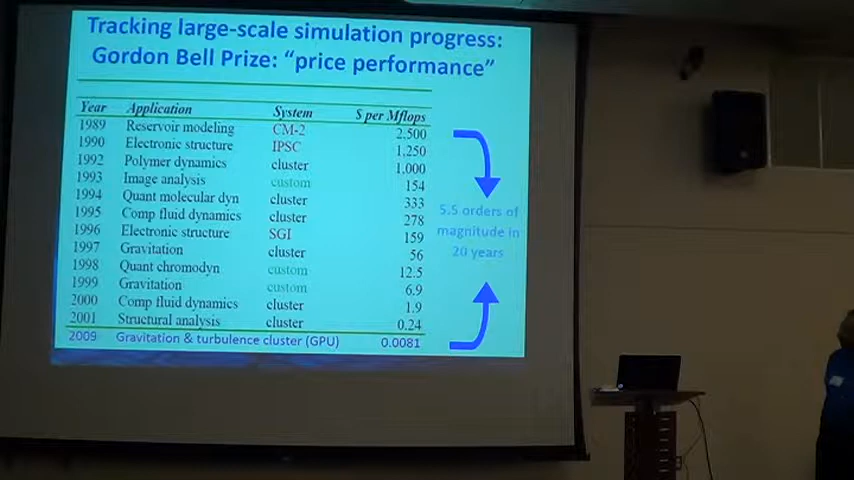 Tracking large-scale simulation progress:
Gordon Bell Prize: “price performance”
Year Application System $ per Mflops
1989 Reservoir modeling CM-2 2,500
1990 Electronic structure IPSC 1,250
1992 Polymer dynamics cluster 1,000
1993 Image analysis custom 154
1994 Quant molecular dyn cluster 333
1995 Comp fluid dynamics cluster 278
1996 Electronic structure SGI 159
1997 Gravitation cluster 56
1998 Quant chromodyn custom 12.5
1999 Gravitation custom 6.9
2000 Comp fluid dynamics cluster 1.9
2001 Structural analysis cluster 0.24
2009 Gravitation & turbulence cluster (GPU) 0.0081
5.5 orders of
magnitude in
20 years